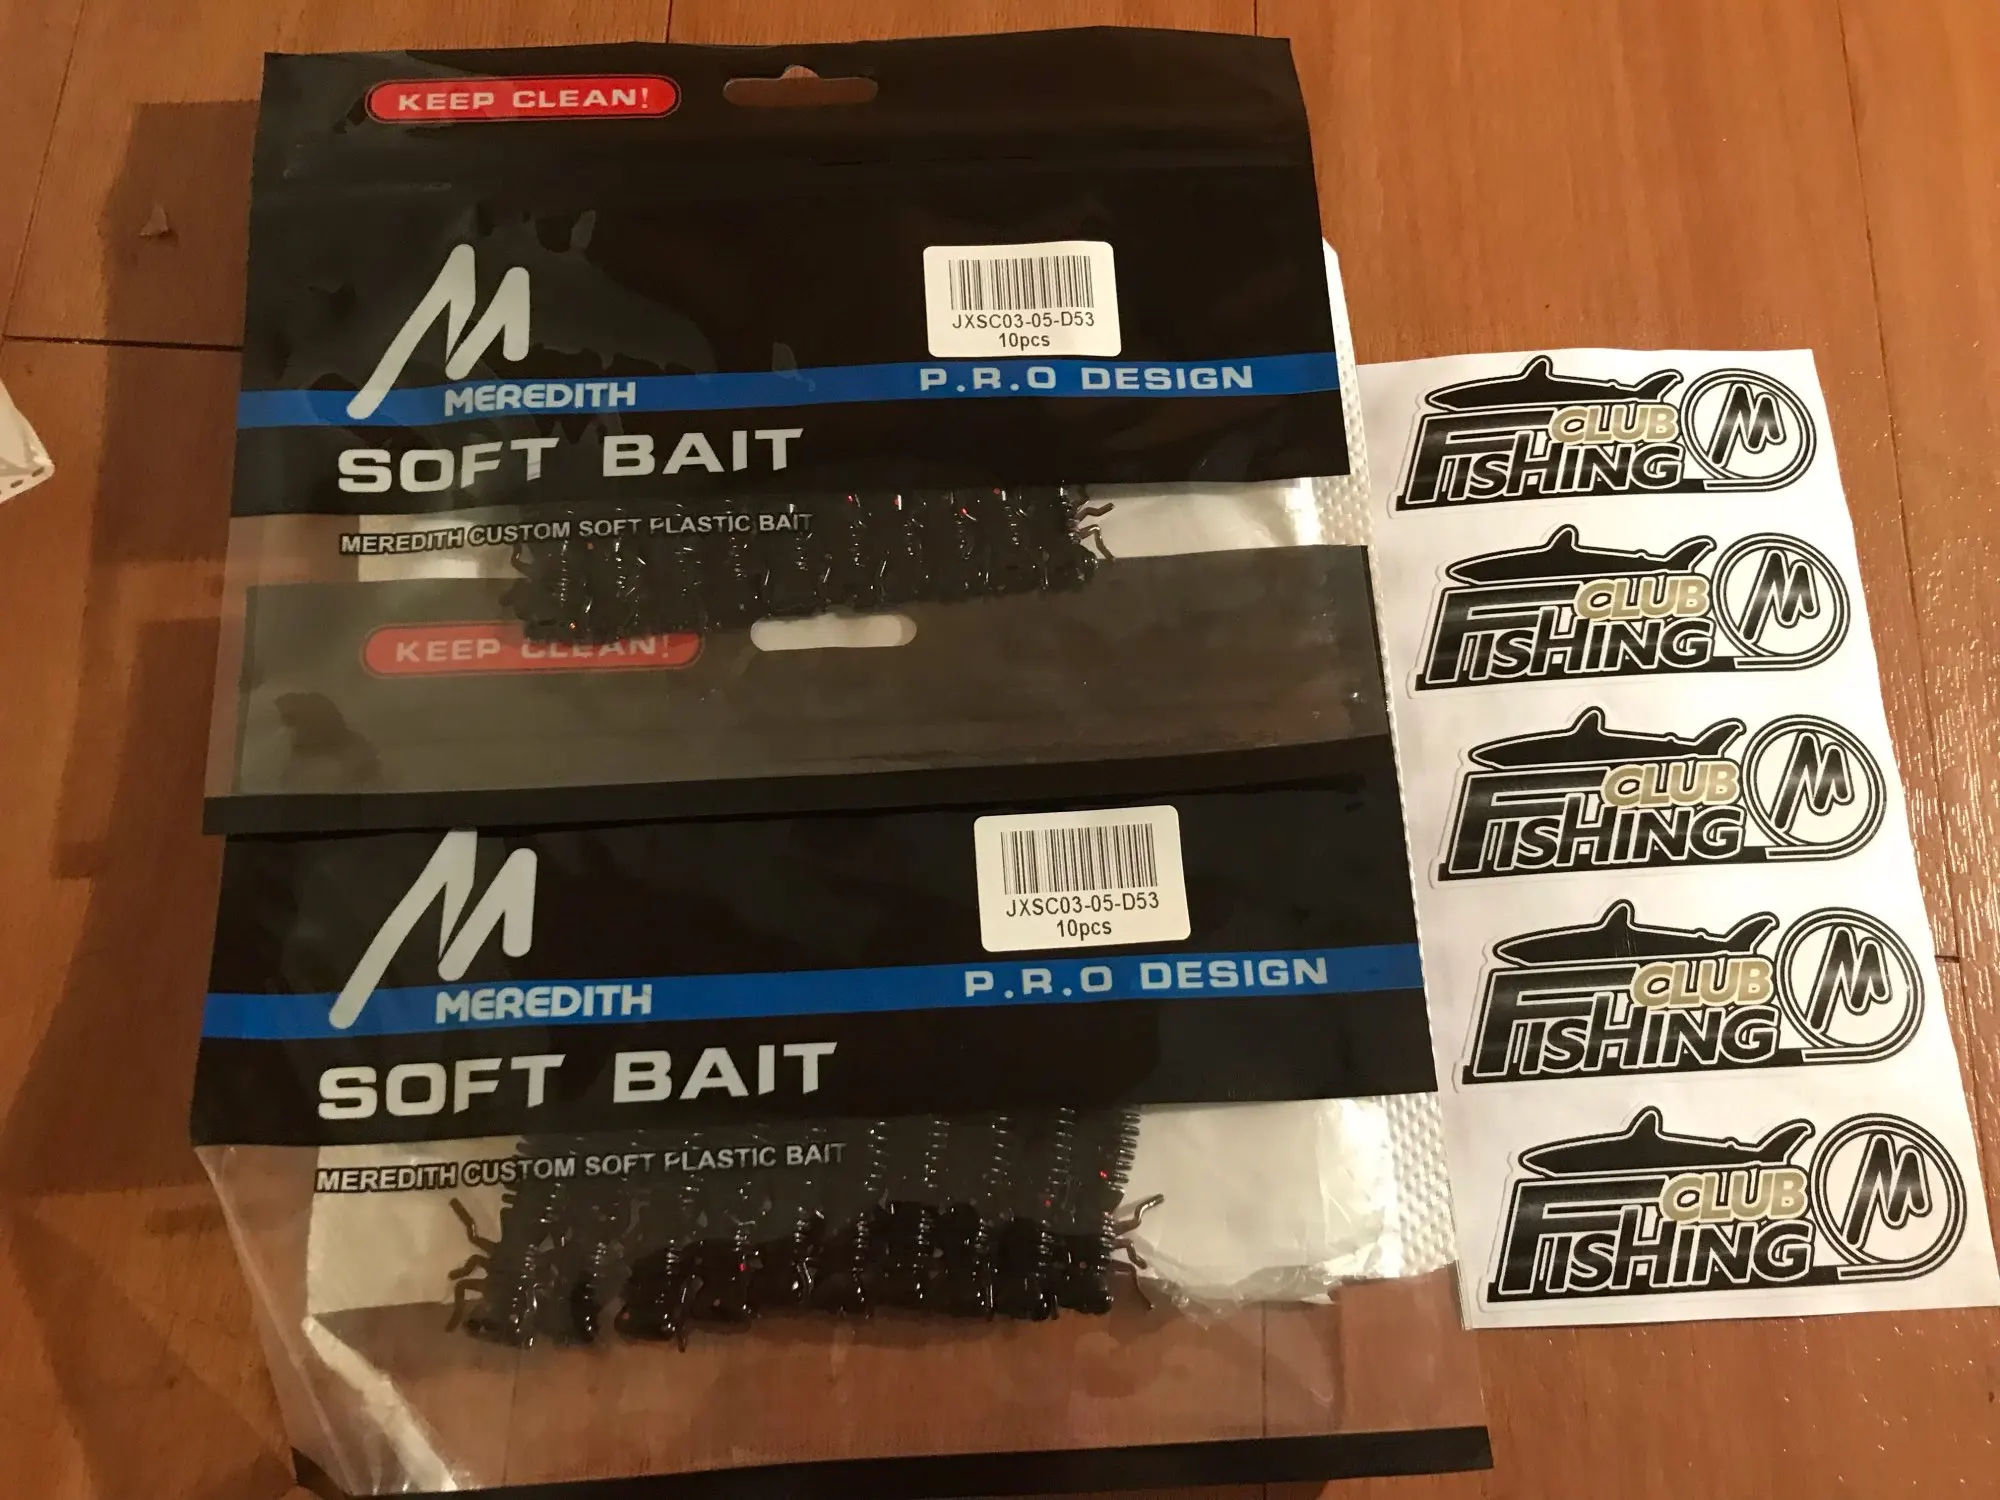 KEEP CLEAN!
JXSC03-05-D53
10pcs
MEREDITH
P.R.O DESIGN
SOFT BAIT
MEREDITH CUSTOM SOFT PLASTIC BAIT
KEEP CLEAN!
JXSC03-05-D53
10pcs
MEREDITH
P.R.O DESIGN
SOFT BAIT
MEREDITH CUSTOM SOFT PLASTIC BAIT
CLUB
FISHING
M
CLUB
FISHING
M
CLUB
FISHING
M
CLUB
FISHING
M
CLUB
FISHING
M